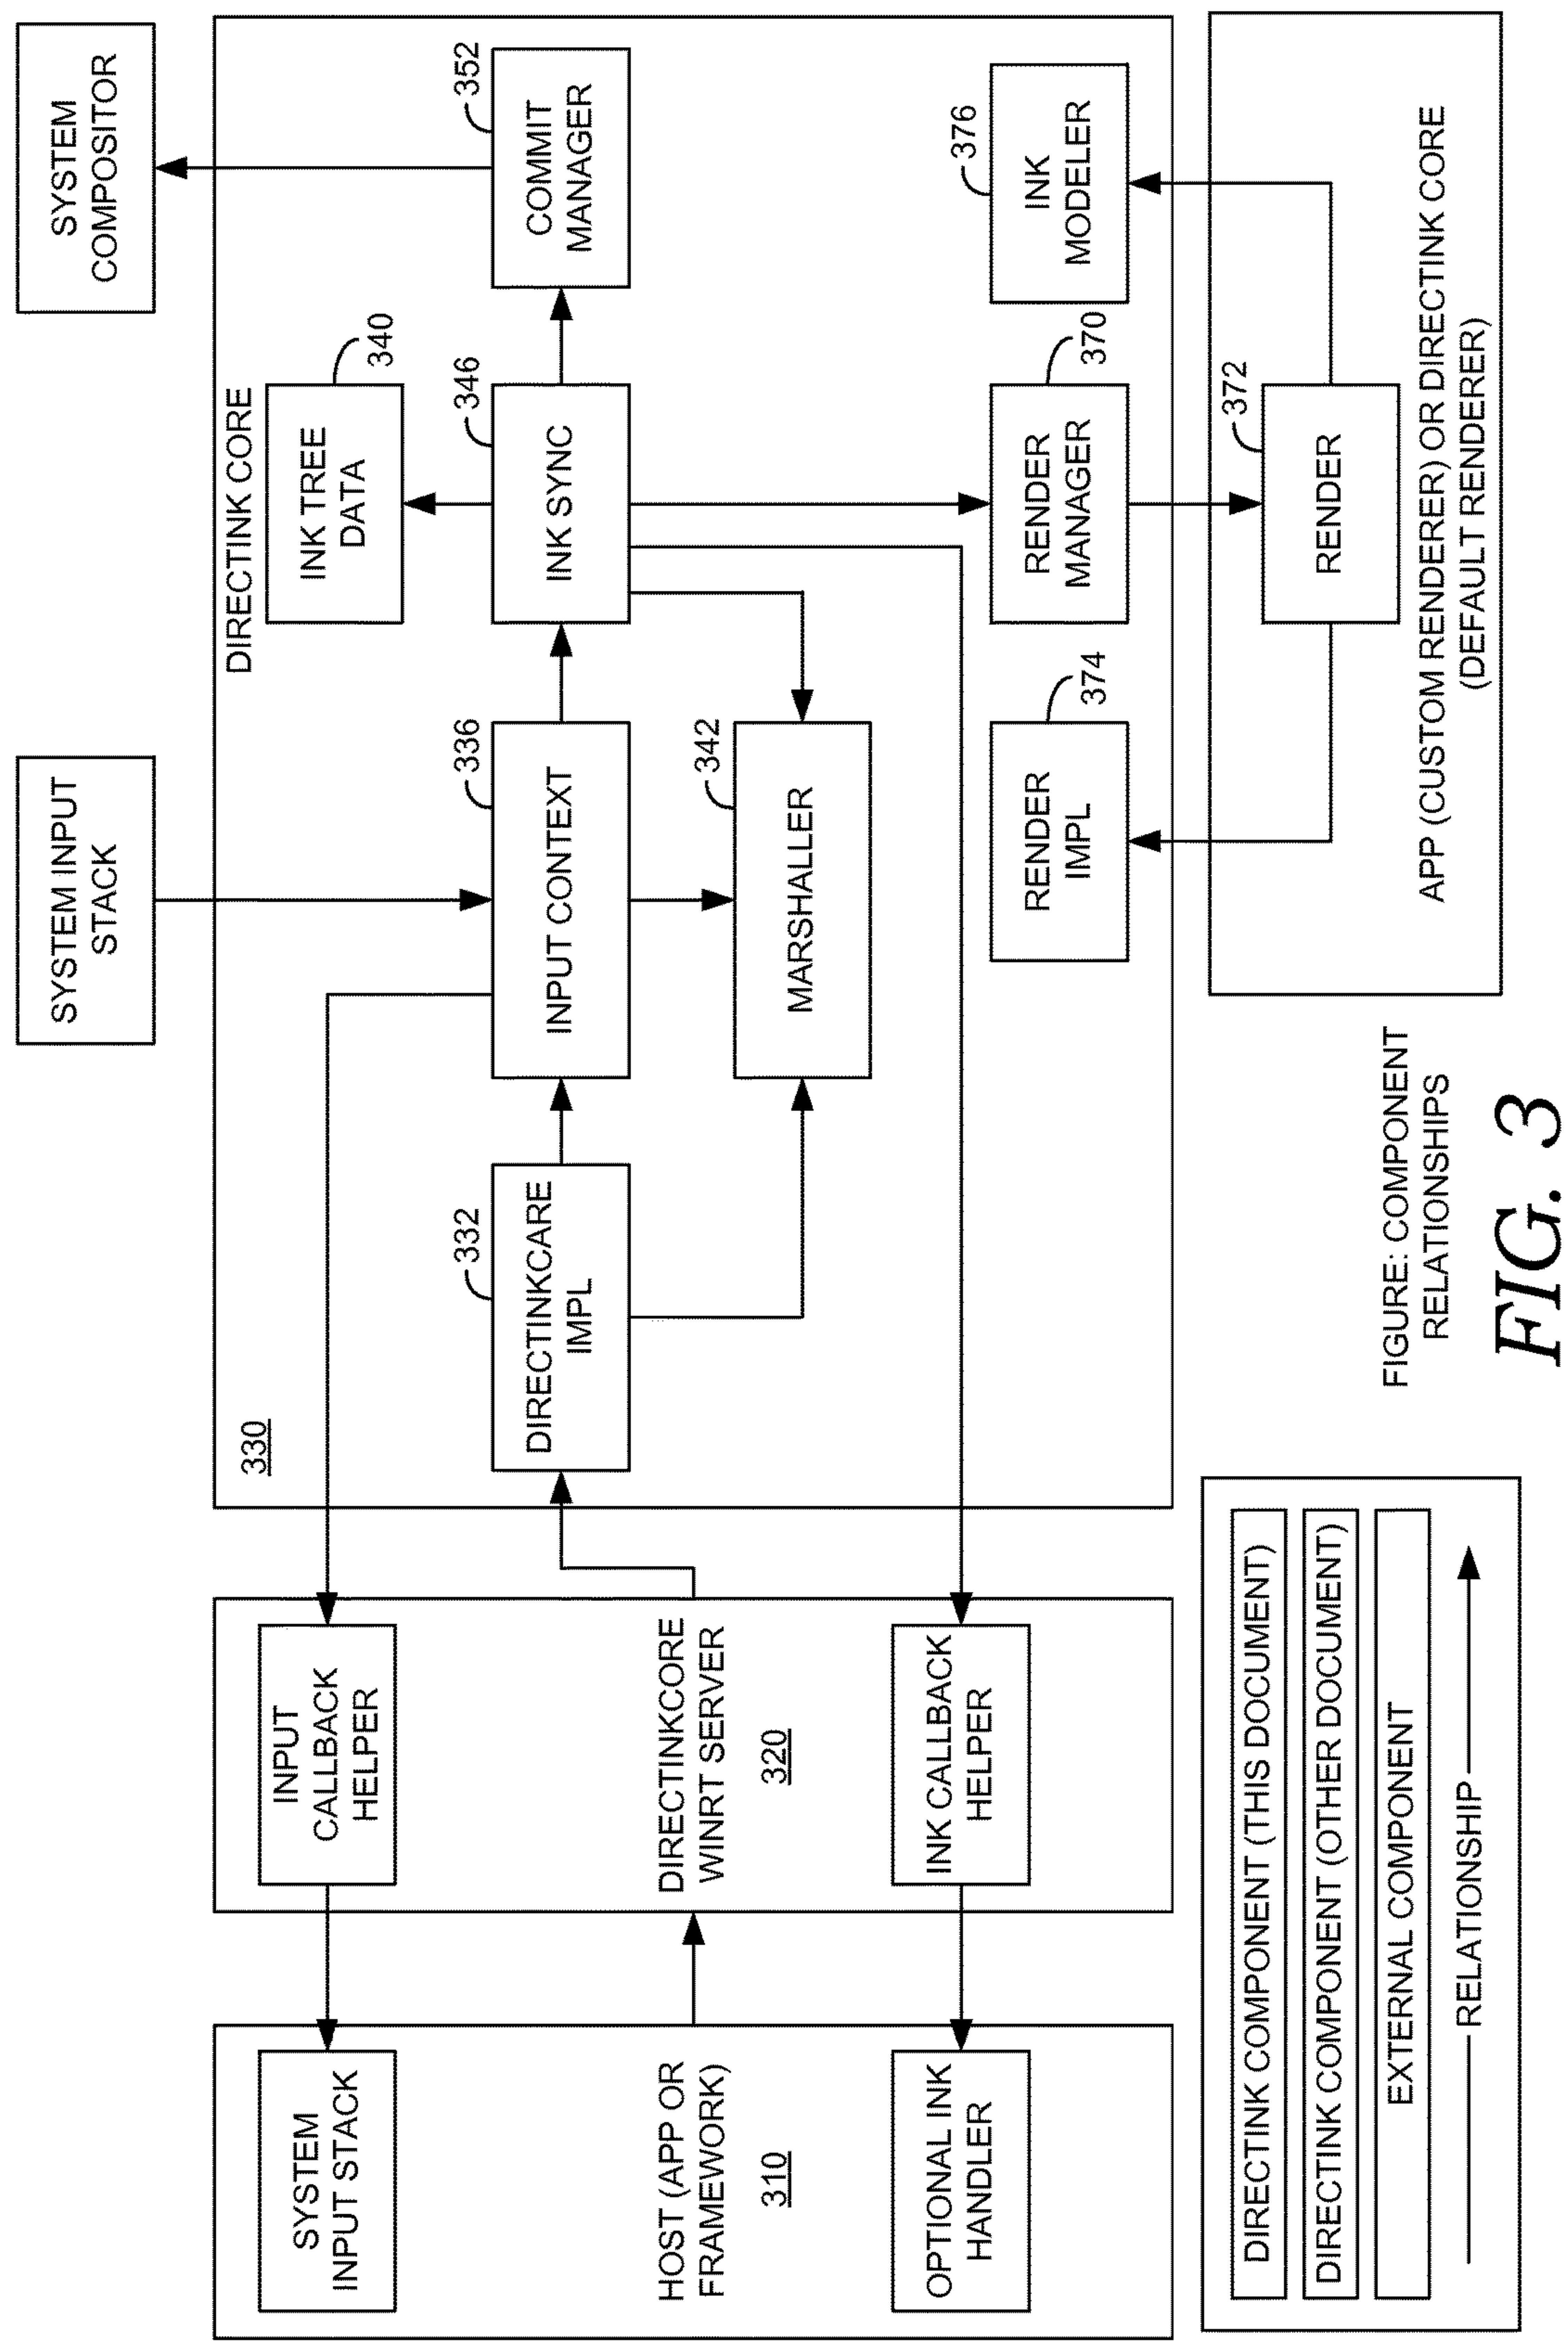 SYSTEM
INPUT STACK
HOST (APP OR
FRAMEWORK)
310
OPTIONAL INK
HANDLER
INPUT
CALLBACK
HELPER
DIRECTINKCORE
WINRT SERVER
320
INK CALLBACK
HELPER
330
DIRECTINK CORE
SYSTEM INPUT
STACK
SYSTEM
COMPOSITOR
332
DIRECTINKCARE
IMPL
336
INPUT CONTEXT
342
MARSHALLER
INK TREE
DATA
340
346
INK SYNC
352
COMMIT
MANAGER
RENDER
IMPL
374
RENDER
MANAGER
370
376
INK
MODELER
372
RENDER
APP (CUSTOM RENDERER) OR DIRECTINK CORE
(DEFAULT RENDERER)
DIRECTINK COMPONENT (THIS DOCUMENT)
DIRECTINK COMPONENT (OTHER DOCUMENT)
EXTERNAL COMPONENT
RELATIONSHIP
FIGURE: COMPONENT
RELATIONSHIPS
FIG. 3